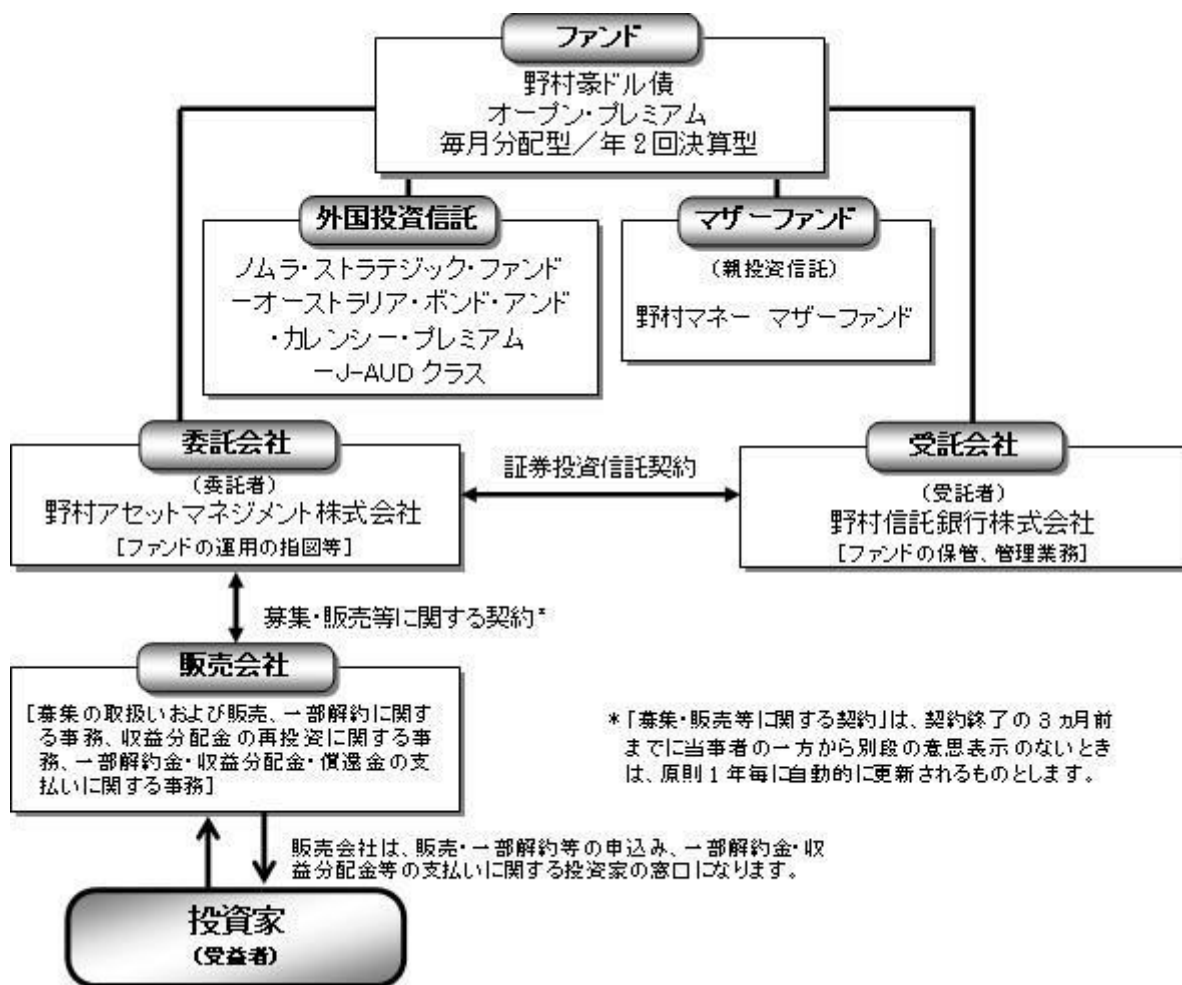 ファンド
野村豪ドル債
オープン・プレミアム
毎月分配型／年２回決算型
外国投資信託
ノムラ・ストラテジック・ファンド
－オーストラリア・ボンド・アンド
・カレンシー・プレミアム
－J-AUD クラス
マザーファンド
（親投資信託）
野村マネー マザーファンド
委託会社
（委託者）
野村アセットマネジメント株式会社
［ファンドの運用の指図等］
証券投資信託契約
受託会社
（受託者）
野村信託銀行株式会社
［ファンドの保管、管理業務］
募集・販売等に関する契約*
販売会社
［募集の取扱いおよび販売、一部解約に関す
る事務、収益分配金の再投資に関する事
務、一部解約金・収益分配金・償還金の支
払いに関する事務］
*「募集・販売等に関する契約」は、契約終了の３ヵ月前
までに当事者の一方から別段の意思表示のないとき
は、原則１年毎に自動的に更新されるものとします。
販売会社は、販売・一部解約等の申込み、一部解約金・収
益分配金等の支払いに関する投資家の窓口になります。
投資家
（受益者）